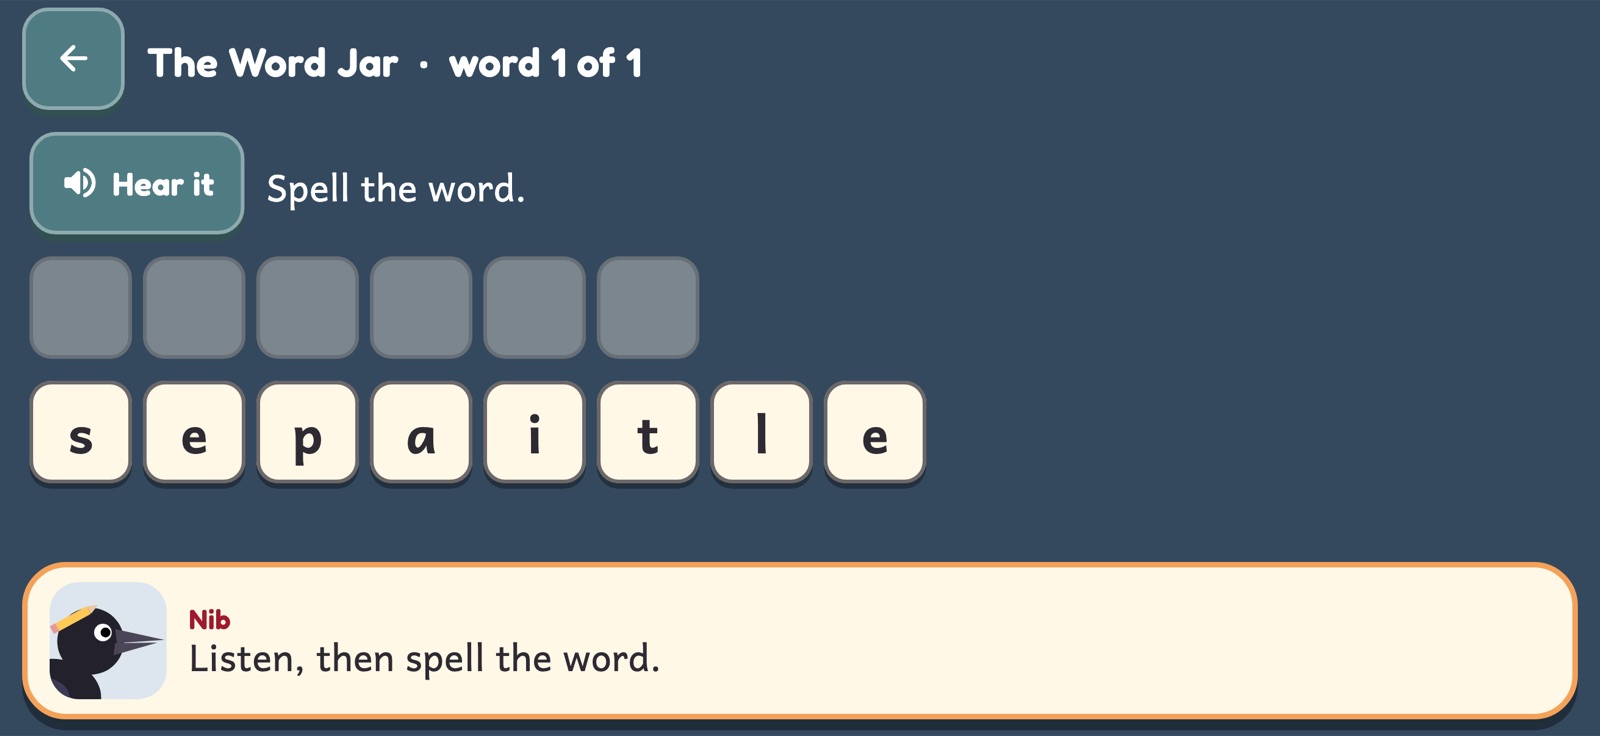 The Word Jar · word 1 of 1
Hear it Spell the word.
s e p a i t l e
Nib
Listen, then spell the word.